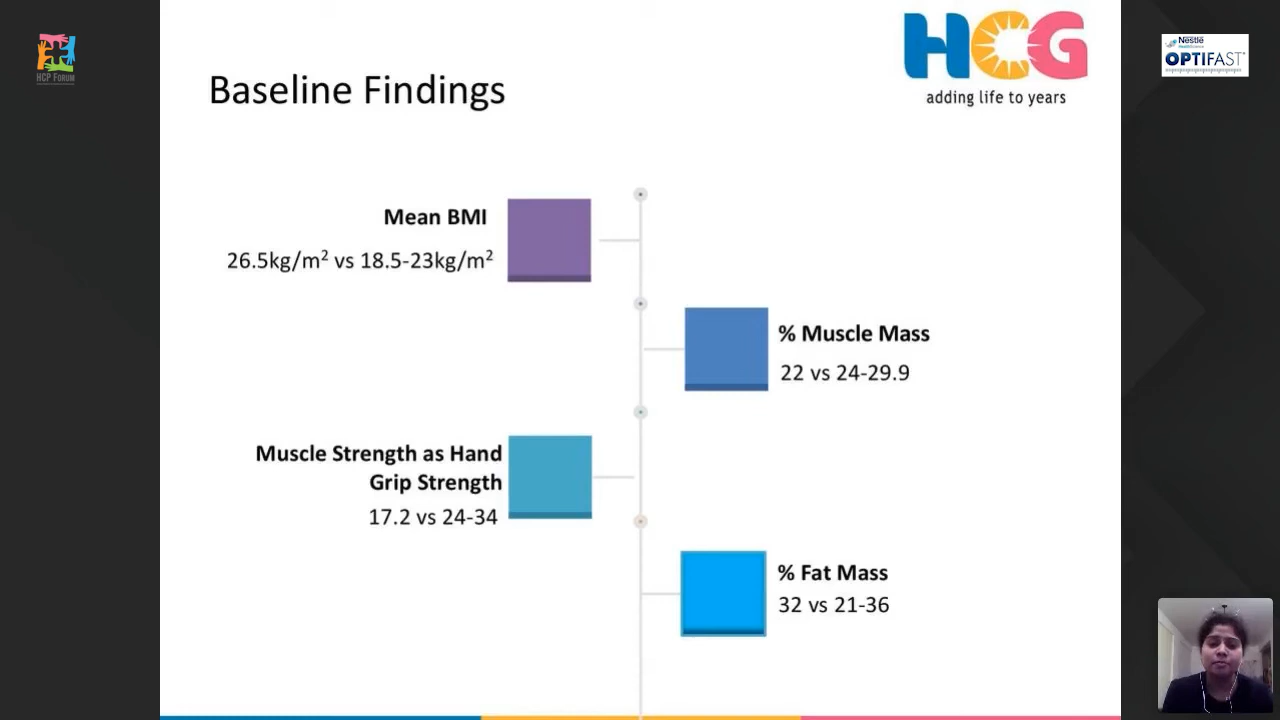 HCP FORUM
Baseline Findings
HCG
adding life to years
Nestlé
HealthScience
OPTIFAST
Mean BMI
26.5kg/m² vs 18.5-23kg/m²
% Muscle Mass
22 vs 24-29.9
Muscle Strength as Hand
Grip Strength
17.2 vs 24-34
% Fat Mass
32 vs 21-36